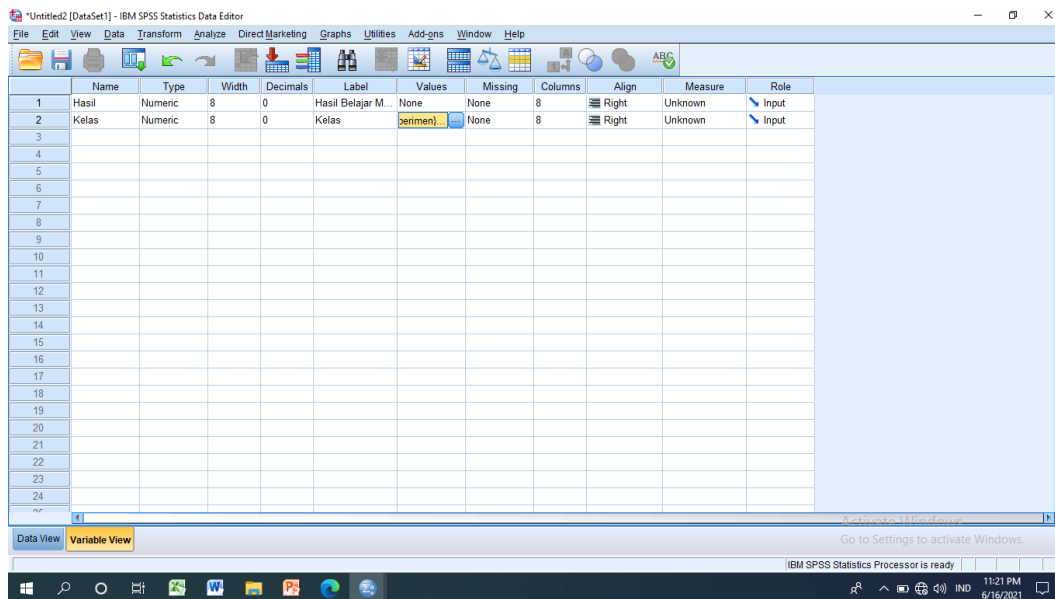 *Untitled2 [DataSet1] - IBM SPSS Statistics Data Editor
File Edit View Data Transform Analyze Direct Marketing Graphs Utilities Add-ons Window Help
Name Type Width Decimals Label Values Missing Columns Align Measure Role
1 Hasil Numeric 8 0 Hasil Belajar M... None None 8 Right Unknown Input
2 Kelas Numeric 8 0 Kelas perimen}... ... None 8 Right Unknown Input
3
4
5
6
7
8
9
10
11
12
13
14
15
16
17
18
19
20
21
22
23
24
25
Activate Windows
Data View Variable View Go to Settings to activate Windows.
IBM SPSS Statistics Processor is ready
IND 11:21 PM
6/16/2021